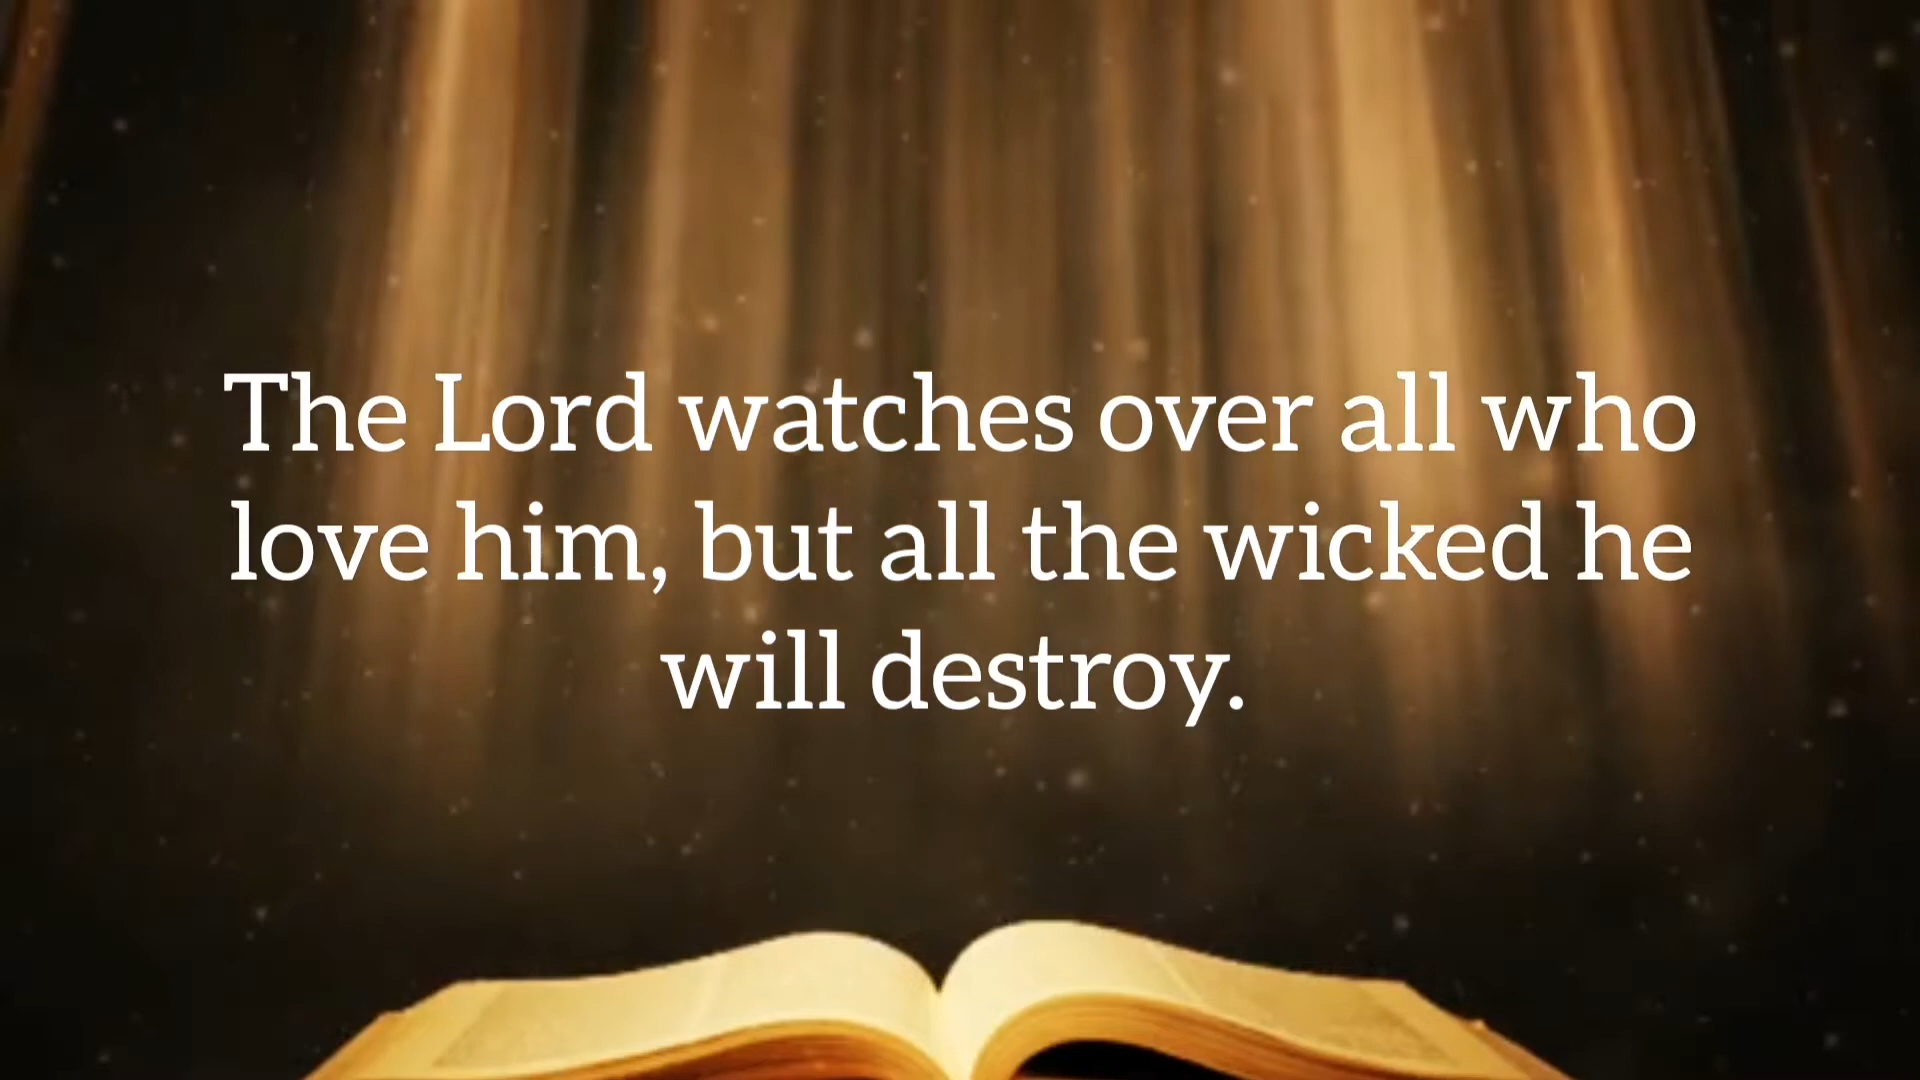 The Lord watches over all who
love him, but all the wicked he
will destroy.